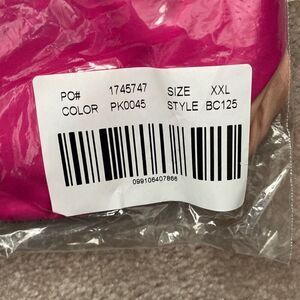 PO# 1745747 SIZE XXL
COLOR PK0045 STYLE BC125
099106407866